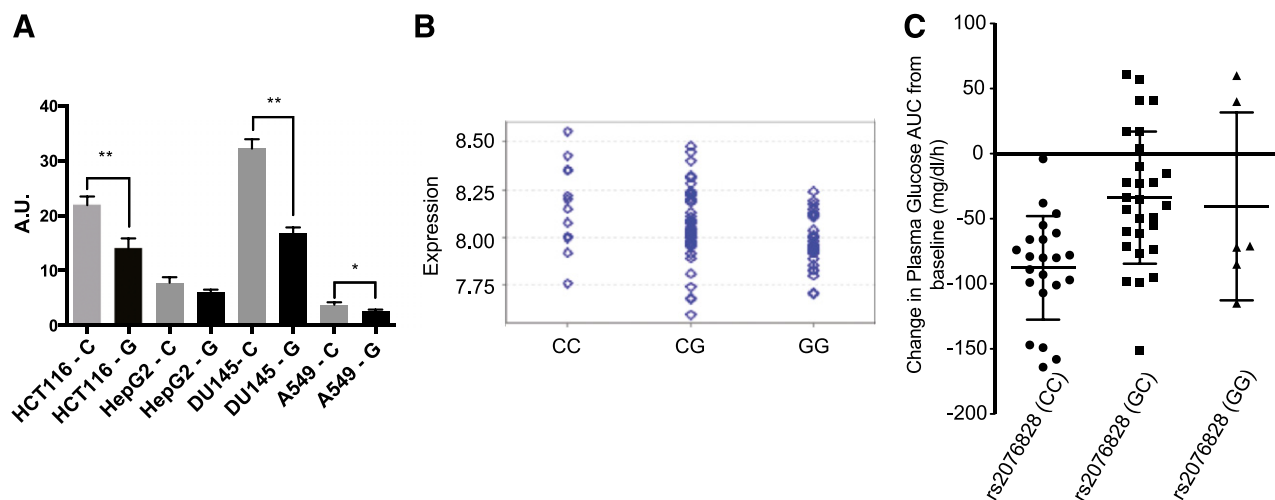 A
A.U.
40
30
20
10
0
**
**
*
HCT116 - C
HCT116 - G
HepG2 - C
HepG2 - G
DU145- C
DU145 - G
A549 - C
A549 - G
B
Expression
8.50
8.25
8.00
7.75
CC
CG
GG
C
Change in Plasma Glucose AUC from
baseline (mg/dl/h)
100
50
0
-50
-100
-150
-200
rs2076828 (CC)
rs2076828 (GC)
rs2076828 (GG)